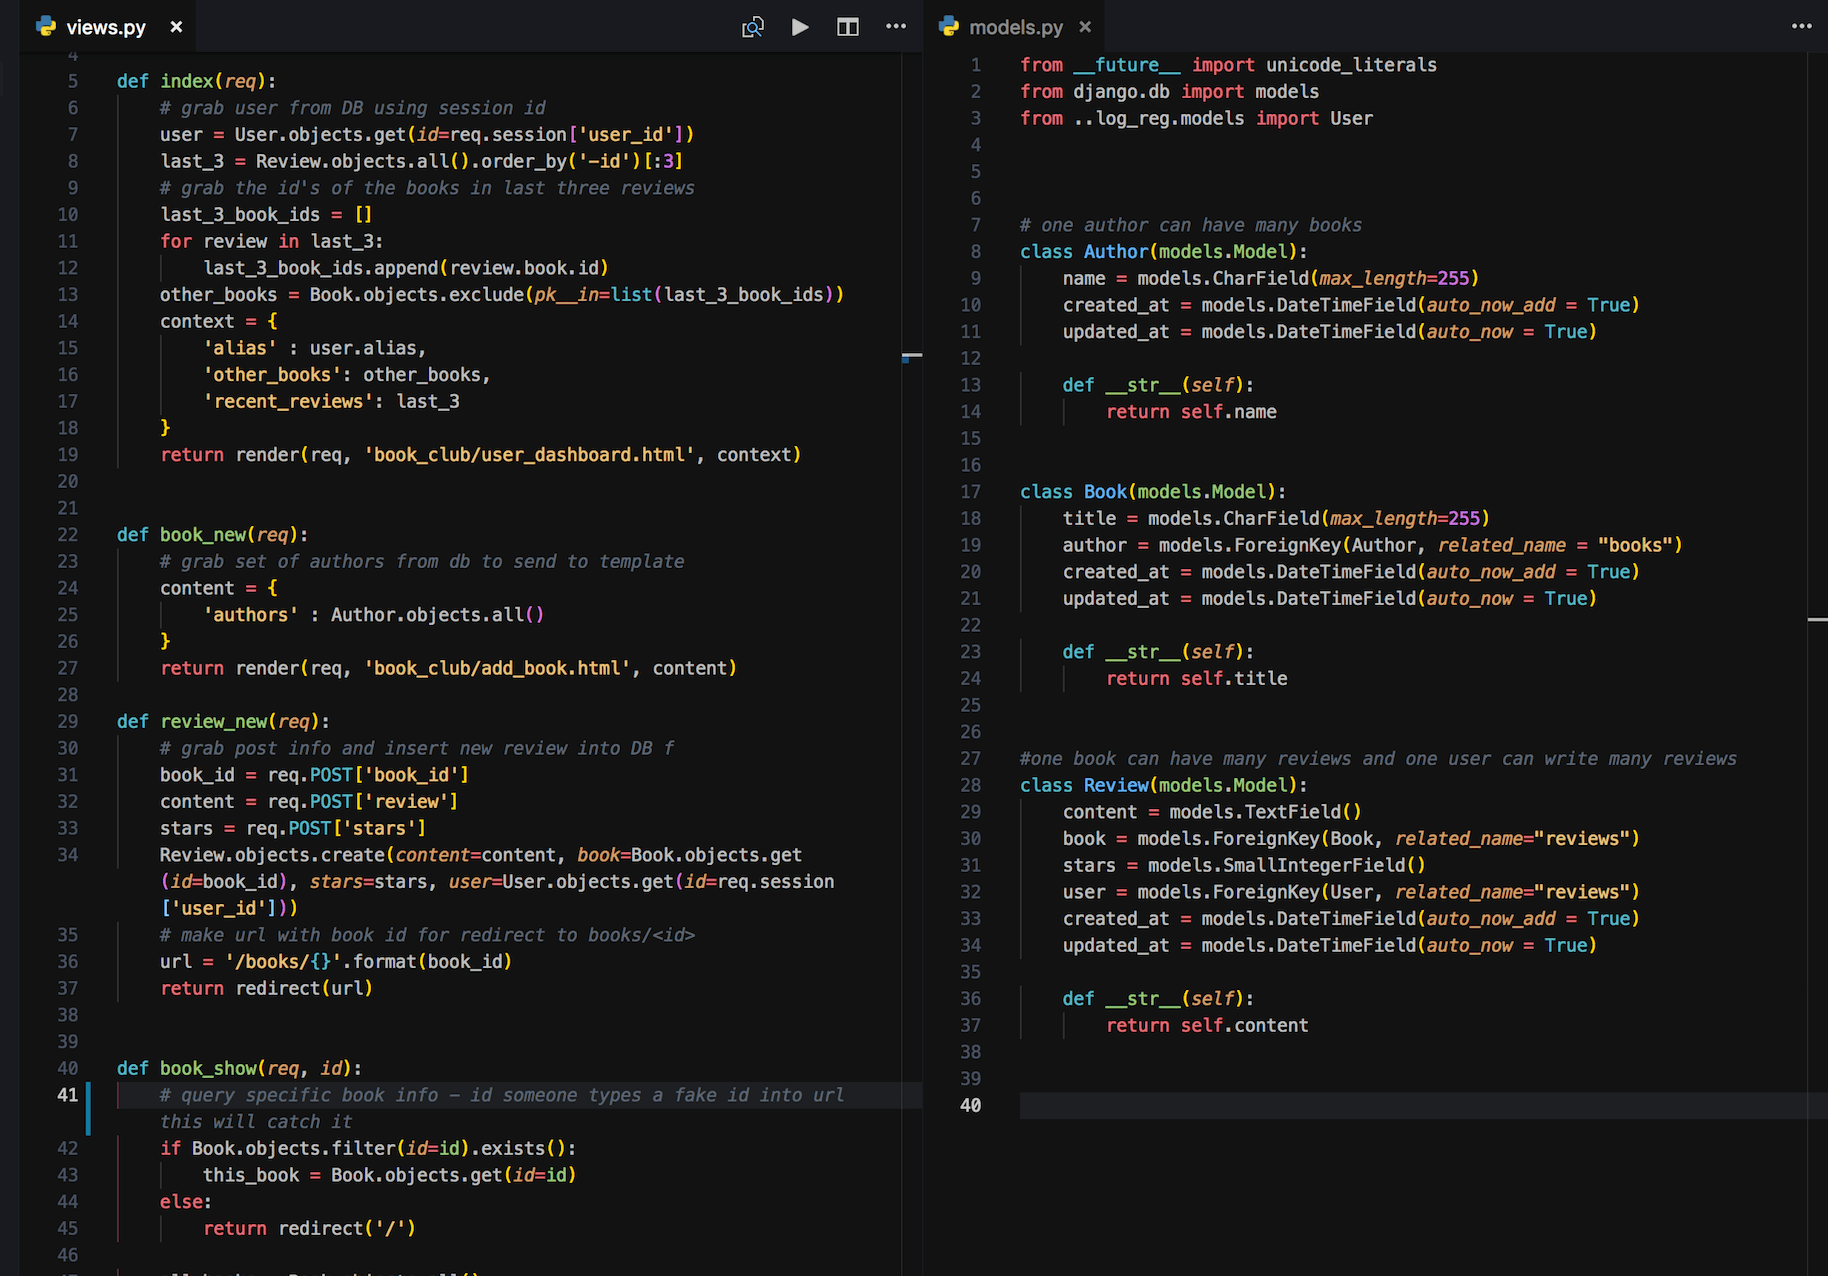 views.py ×
4
5 def index(req):
6     # grab user from DB using session id
7     user = User.objects.get(id=req.session['user_id'])
8     last_3 = Review.objects.all().order_by('-id')[:3]
9     # grab the id's of the books in last three reviews
10     last_3_book_ids = []
11     for review in last_3:
12         last_3_book_ids.append(review.book.id)
13     other_books = Book.objects.exclude(pk__in=list(last_3_book_ids))
14     context = {
15         'alias' : user.alias,
16         'other_books': other_books,
17         'recent_reviews': last_3
18     }
19     return render(req, 'book_club/user_dashboard.html', context)
20
21
22 def book_new(req):
23     # grab set of authors from db to send to template
24     content = {
25         'authors' : Author.objects.all()
26     }
27     return render(req, 'book_club/add_book.html', content)
28
29 def review_new(req):
30     # grab post info and insert new review into DB f
31     book_id = req.POST['book_id']
32     content = req.POST['review']
33     stars = req.POST['stars']
34     Review.objects.create(content=content, book=Book.objects.get
    (id=book_id), stars=stars, user=User.objects.get(id=req.session
    ['user_id']))
35     # make url with book id for redirect to books/<id>
36     url = '/books/{}'.format(book_id)
37     return redirect(url)
38
39
40 def book_show(req, id):
41     # query specific book info - id someone types a fake id into url
    this will catch it
42     if Book.objects.filter(id=id).exists():
43         this_book = Book.objects.get(id=id)
44     else:
45         return redirect('/')
46
models.py ×
1 from __future__ import unicode_literals
2 from django.db import models
3 from ..log_reg.models import User
4
5
6
7 # one author can have many books
8 class Author(models.Model):
9     name = models.CharField(max_length=255)
10     created_at = models.DateTimeField(auto_now_add = True)
11     updated_at = models.DateTimeField(auto_now = True)
12
13     def __str__(self):
14         return self.name
15
16
17 class Book(models.Model):
18     title = models.CharField(max_length=255)
19     author = models.ForeignKey(Author, related_name = "books")
20     created_at = models.DateTimeField(auto_now_add = True)
21     updated_at = models.DateTimeField(auto_now = True)
22
23     def __str__(self):
24         return self.title
25
26
27 #one book can have many reviews and one user can write many reviews
28 class Review(models.Model):
29     content = models.TextField()
30     book = models.ForeignKey(Book, related_name="reviews")
31     stars = models.SmallIntegerField()
32     user = models.ForeignKey(User, related_name="reviews")
33     created_at = models.DateTimeField(auto_now_add = True)
34     updated_at = models.DateTimeField(auto_now = True)
35
36     def __str__(self):
37         return self.content
38
39
40